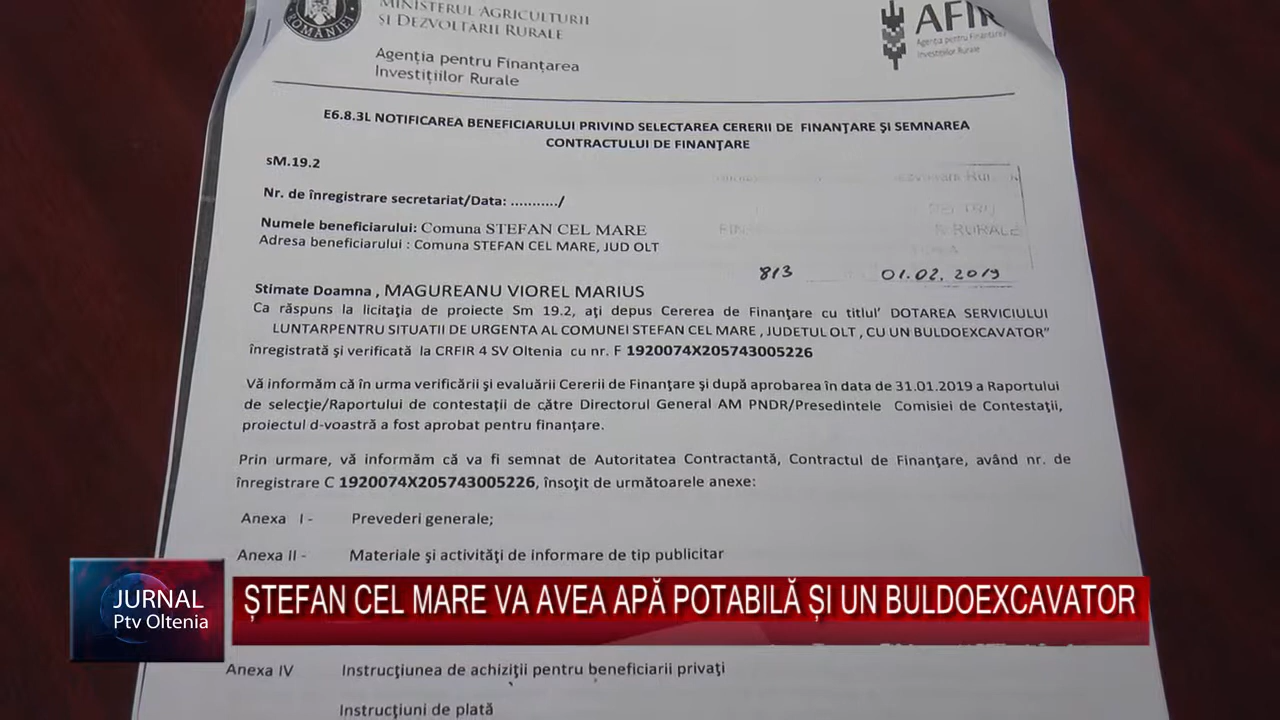 ROMÂNIEI
MINISTERUL AGRICULTURII
ȘI DEZVOLTĂRII RURALE
Agenția pentru Finanțarea
Investițiilor Rurale
AFIR
Agenția pentru Finanțarea
Investițiilor Rurale
E6.8.3L NOTIFICAREA BENEFICIARULUI PRIVIND SELECTAREA CERERII DE FINANȚARE ȘI SEMNAREA
CONTRACTULUI DE FINANȚARE
sM.19.2
Nr. de înregistrare secretariat/Data: .........../
Numele beneficiarului: Comuna STEFAN CEL MARE
RURALE
Adresa beneficiarului : Comuna STEFAN CEL MARE, JUD OLT
813 01.02.2019
Stimate Doamna , MAGUREANU VIOREL MARIUS
Ca răspuns la licitația de proiecte Sm 19.2, ați depus Cererea de Finanțare cu titlul' DOTAREA SERVICIULUI
LUNTARPENTRU SITUATII DE URGENTA AL COMUNEI STEFAN CEL MARE , JUDETUL OLT , CU UN BULDOEXCAVATOR"
înregistrată și verificată la CRFIR 4 SV Oltenia cu nr. F 1920074X205743005226
Vă informăm că în urma verificării și evaluării Cererii de Finanțare și după aprobarea în data de 31.01.2019 a Raportului
de selecție/Raportului de contestații de către Directorul General AM PNDR/Presedintele Comisiei de Contestații,
proiectul d-voastră a fost aprobat pentru finanțare.
Prin urmare, vă informăm că va fi semnat de Autoritatea Contractantă, Contractul de Finanțare, având nr. de
înregistrare C 1920074X205743005226, însoțit de următoarele anexe:
Anexa I - Prevederi generale;
Anexa II - Materiale și activități de informare de tip publicitar
JURNAL
Ptv Oltenia
ȘTEFAN CEL MARE VA AVEA APĂ POTABILĂ ȘI UN BULDOEXCAVATOR
Anexa IV Instrucțiunea de achiziții pentru beneficiarii privați
Instrucțiuni de plată